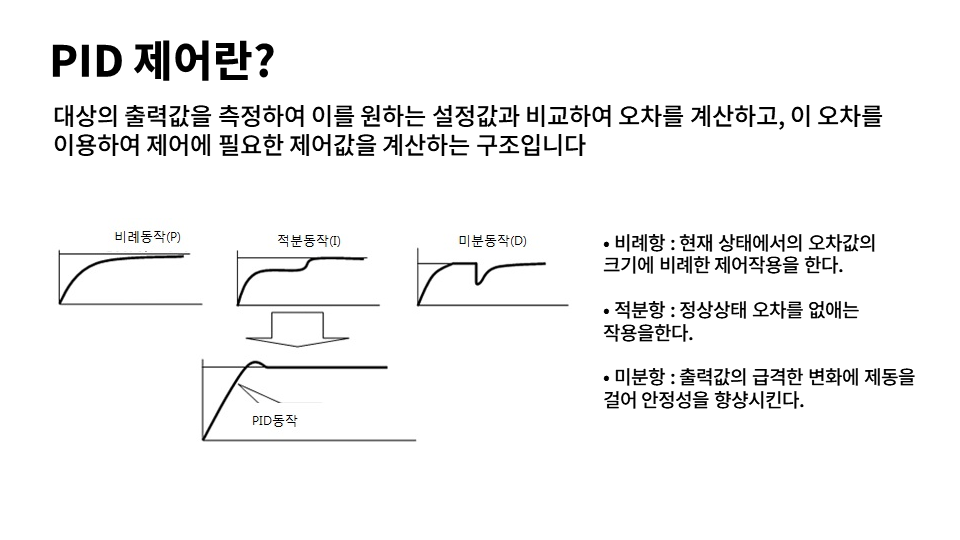 PID 제어란?
대상의 출력값을 측정하여 이를 원하는 설정값과 비교하여 오차를 계산하고, 이 오차를
이용하여 제어에 필요한 제어값을 계산하는 구조입니다
비례동작(P)
적분동작(I)
미분동작(D)
PID동작
• 비례항 : 현재 상태에서의 오차값의
크기에 비례한 제어작용을 한다.
• 적분항 : 정상상태 오차를 없애는
작용을한다.
• 미분항 : 출력값의 급격한 변화에 제동을
걸어 안정성을 향샹시킨다.